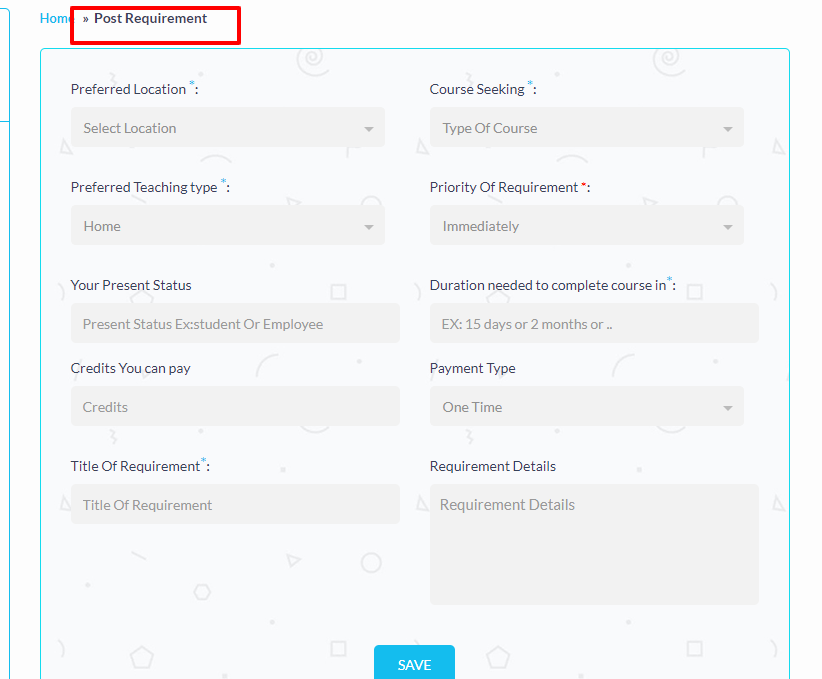 Home » Post Requirement
Preferred Location *:
Course Seeking *:
Select Location
Type Of Course
Preferred Teaching type *:
Priority Of Requirement *:
Home
Immediately
Your Present Status
Duration needed to complete course in*:
Present Status Ex:student Or Employee
EX: 15 days or 2 months or ..
Credits You can pay
Payment Type
Credits
One Time
Title Of Requirement*:
Requirement Details
Title Of Requirement
Requirement Details
SAVE